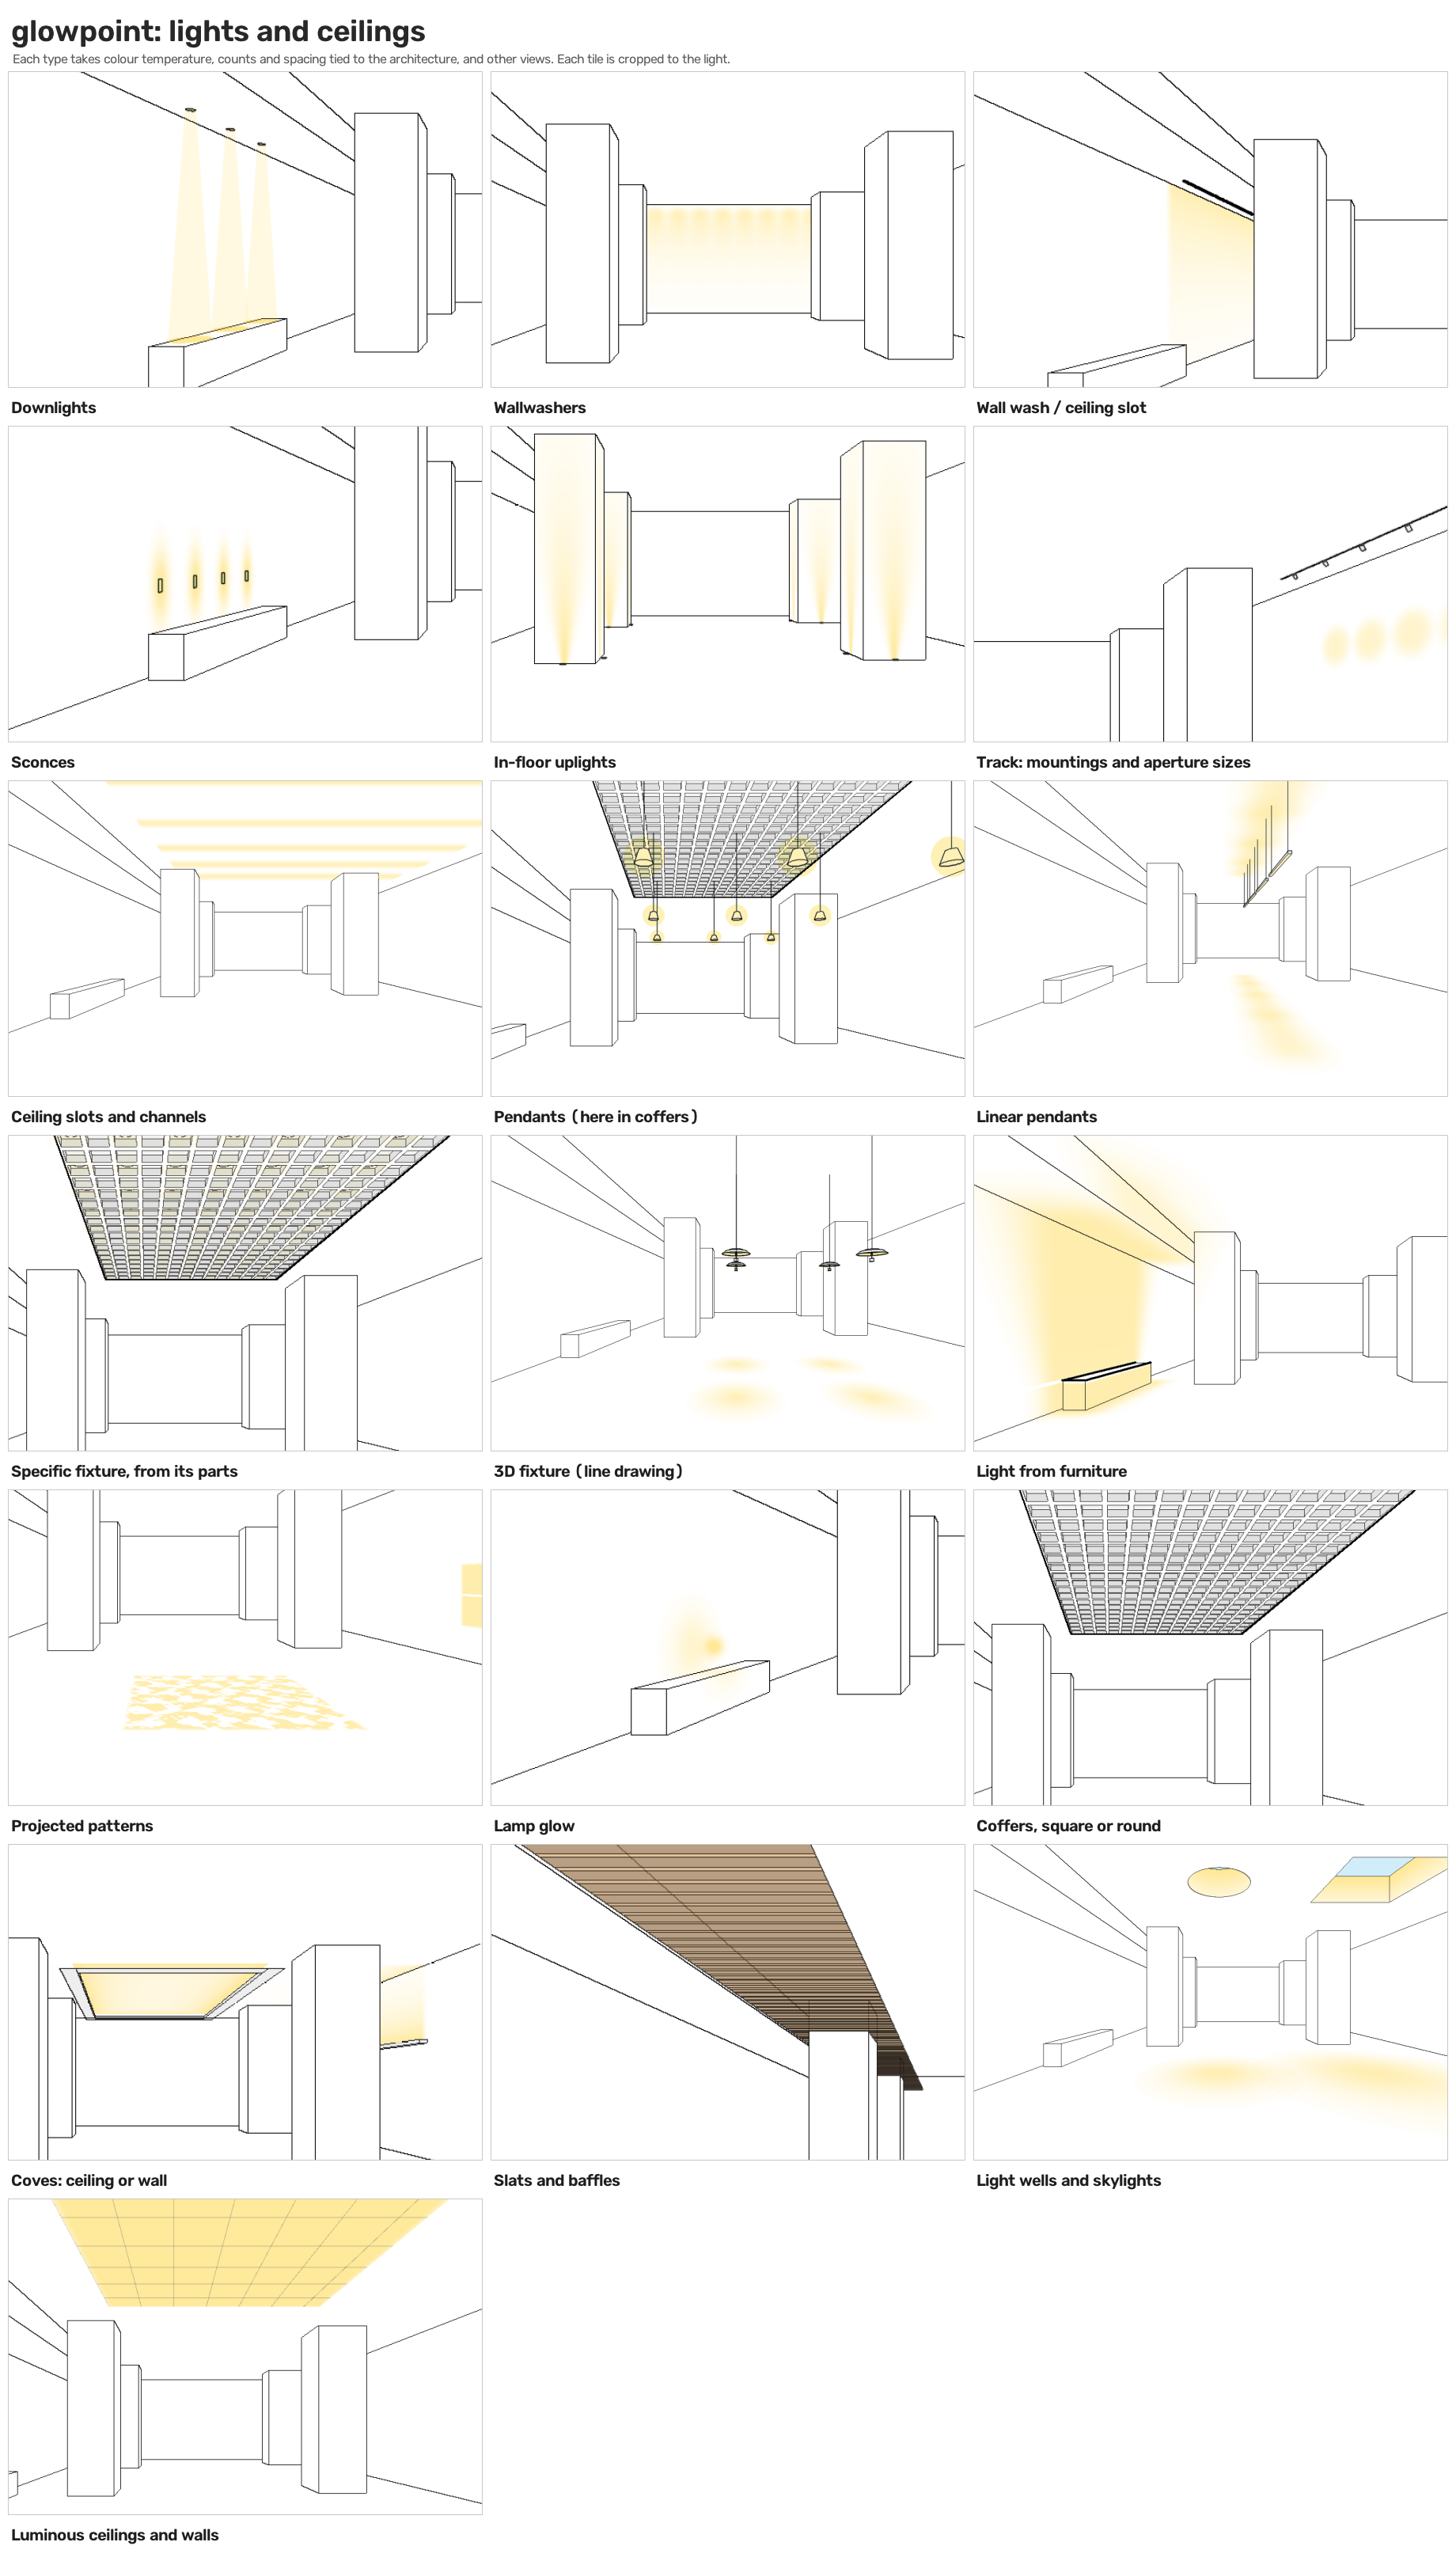 glowpoint: lights and ceilings
Each type takes colour temperature, counts and spacing tied to the architecture, and other views. Each tile is cropped to the light.
Downlights
Wallwashers
Wall wash / ceiling slot
Sconces
In-floor uplights
Track: mountings and aperture sizes
Ceiling slots and channels
Pendants (here in coffers)
Linear pendants
Specific fixture, from its parts
3D fixture (line drawing)
Light from furniture
Projected patterns
Lamp glow
Coffers, square or round
Coves: ceiling or wall
Slats and baffles
Light wells and skylights
Luminous ceilings and walls